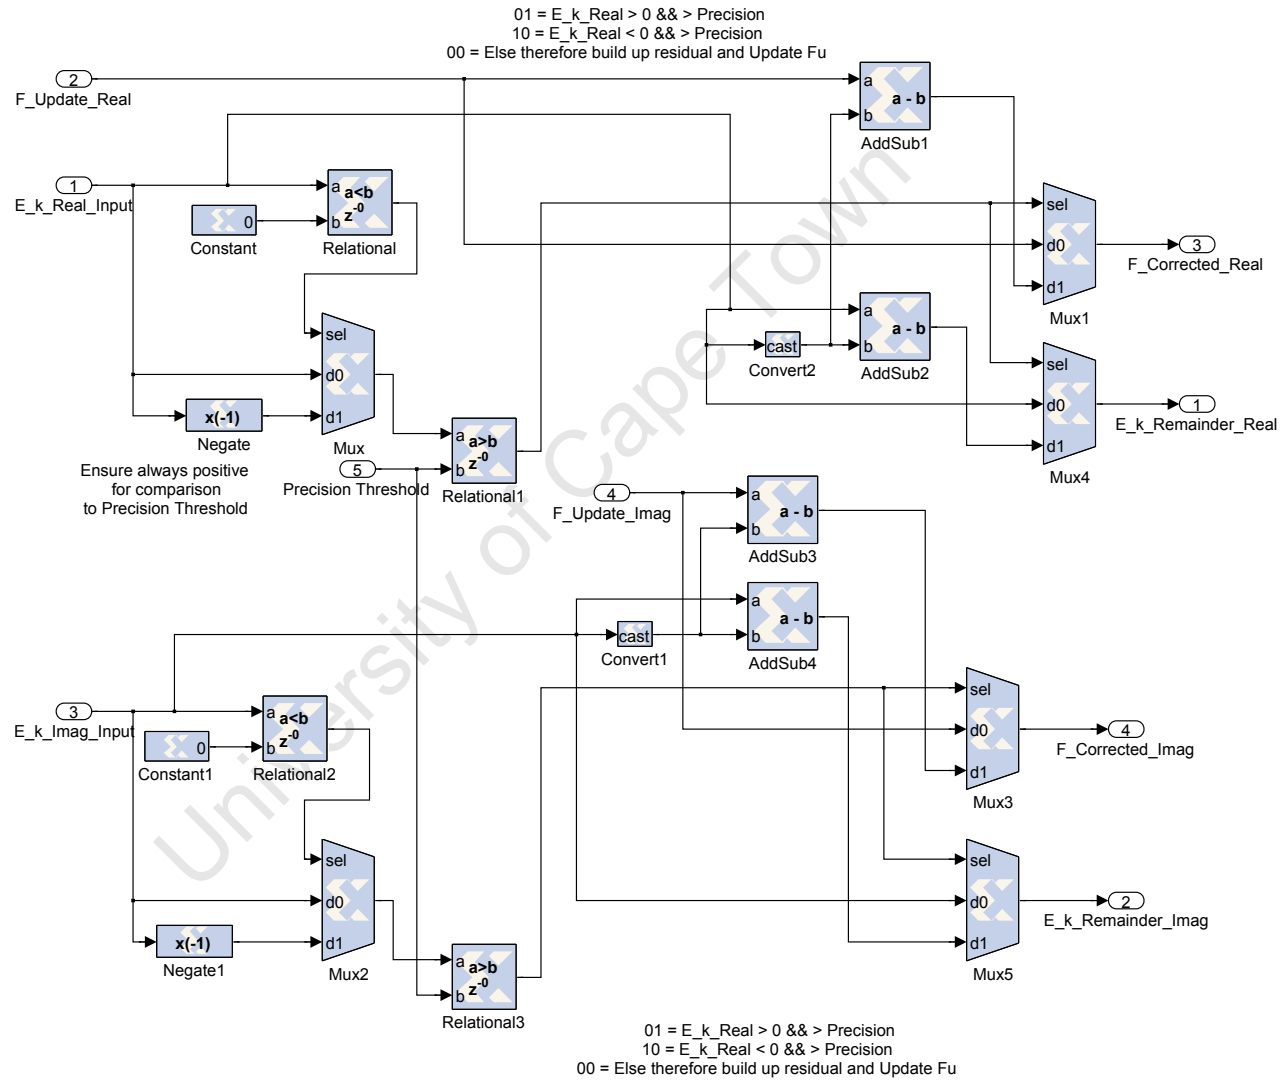 01 = E_k_Real > 0 && > Precision
10 = E_k_Real < 0 && > Precision
00 = Else therefore build up residual and Update Fu
2
F_Update_Real
a
b
a - b
AddSub1
1
E_k_Real_Input
0
Constant
a
b
a<b
z-0
Relational
sel
d0
d1
Mux1
3
F_Corrected_Real
sel
d0
d1
Mux
x(-1)
Negate
Ensure always positive
for comparison
to Precision Threshold
cast
Convert2
a
b
a - b
AddSub2
sel
d0
d1
Mux4
1
E_k_Remainder_Real
5
Precision Threshold
a
b
a>b
z-0
Relational1
4
F_Update_Imag
a
b
a - b
AddSub3
cast
Convert1
a
b
a - b
AddSub4
3
E_k_Imag_Input
0
Constant1
a
b
a<b
z-0
Relational2
sel
d0
d1
Mux3
4
F_Corrected_Imag
sel
d0
d1
Mux2
x(-1)
Negate1
a
b
a>b
z-0
Relational3
sel
d0
d1
Mux5
2
E_k_Remainder_Imag
01 = E_k_Real > 0 && > Precision
10 = E_k_Real < 0 && > Precision
00 = Else therefore build up residual and Update Fu
University of Cape Town